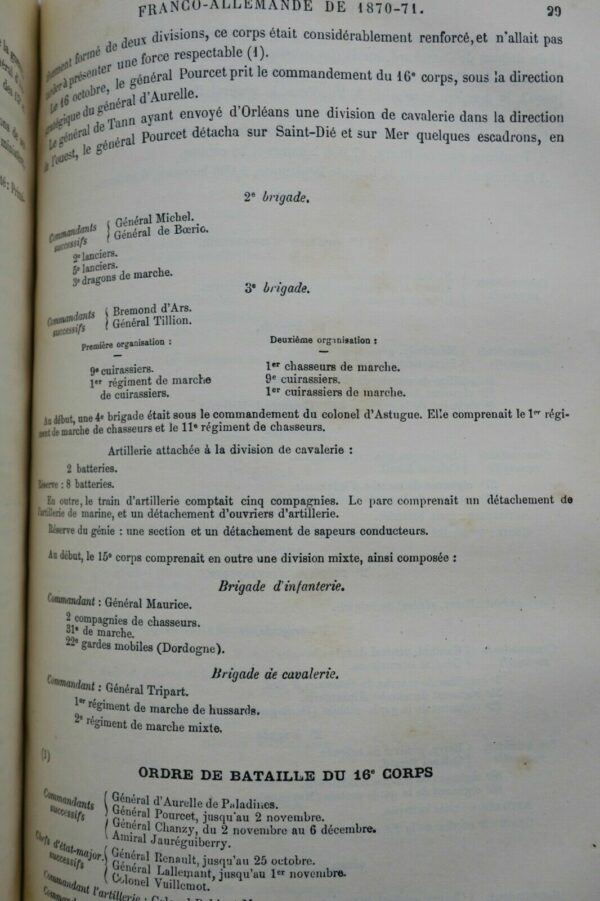 FRANCO-ALLEMANDE DE 1870-71. 29
formé de deux divisions, ce corps était considérablement renforcé, et n'allait pas
à présenter une force respectable (1).
Le 16 octobre, le général Pourcet prit le commandement du 16e corps, sous la direction
stratégique du général d'Aurelle.
Le général de Tann ayant envoyé d'Orléans une division de cavalerie dans la direction
de l'ouest, le général Pourcet détacha sur Saint-Dié et sur Mer quelques escadrons, en
2e brigade.
Commandants successifs { Général Michel.
Général de Bœrio.
2e lanciers.
5e lanciers.
3e dragons de marche.
3e brigade.
Commandants successifs { Bremond d'Ars.
Général Tillion.
Première organisation :
9e cuirassiers.
1er régiment de marche
de cuirassiers.
Deuxième organisation :
1er chasseurs de marche.
9e cuirassiers.
1er cuirassiers de marche.
Au début, une 4e brigade était sous le commandement du colonel d'Astugue. Elle comprenait le 1er régi-
ment de marche de chasseurs et le 11e régiment de chasseurs.
Artillerie attachée à la division de cavalerie :
2 batteries.
Réserve : 8 batteries.
En outre, le train d'artillerie comptait cinq compagnies. Le parc comprenait un détachement de
l'artillerie de marine, et un détachement d'ouvriers d'artillerie.
Réserve du génie : une section et un détachement de sapeurs conducteurs.
Au début, le 15e corps comprenait en outre une division mixte, ainsi composée :
Brigade d'infanterie.
Commandant : Général Maurice.
2 compagnies de chasseurs.
31e de marche.
22e gardes mobiles (Dordogne).
Brigade de cavalerie.
Commandant : Général Tripart.
1er régiment de marche de hussards.
2e régiment de marche mixte.
(1)
ORDRE DE BATAILLE DU 16e CORPS
Commandants successifs { Général d'Aurelle de Paladines.
Général Pourcet, jusqu'au 2 novembre.
Général Chanzy, du 2 novembre au 6 décembre.
Amiral Jauréguiberry.
Chefs d'état-major successifs { Général Renault, jusqu'au 25 octobre.
Général Lallemant, jusqu'au 1er novembre.
Colonel Vuillemot.
Commandant l'artillerie :